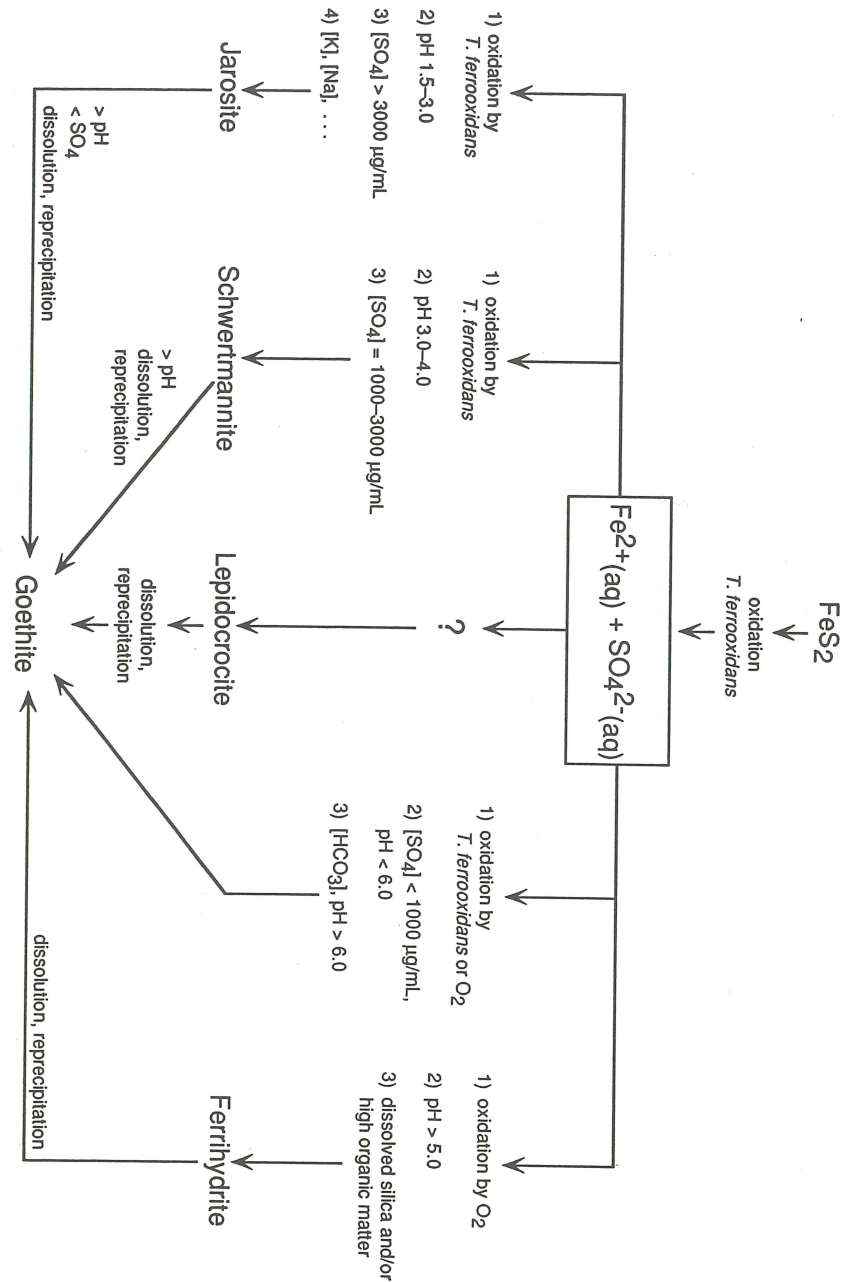 FeS2
oxidation
T. ferrooxidans
Fe2+(aq) + SO42-(aq)
1) oxidation by
T. ferrooxidans
2) pH 1.5–3.0
3) [SO4] > 3000 µg/mL
4) [K], [Na], . . .
Jarosite
> pH
< SO4
dissolution, reprecipitation
1) oxidation by
T. ferrooxidans
2) pH 3.0–4.0
3) [SO4] = 1000–3000 µg/mL
Schwertmannite
> pH
dissolution,
reprecipitation
?
Lepidocrocite
dissolution,
reprecipitation
1) oxidation by
T. ferrooxidans or O2
2) [SO4] < 1000 µg/mL,
pH < 6.0
3) [HCO3], pH > 6.0
1) oxidation by O2
2) pH > 5.0
3) dissolved silica and/or
high organic matter
Ferrihydrite
dissolution, reprecipitation
Goethite